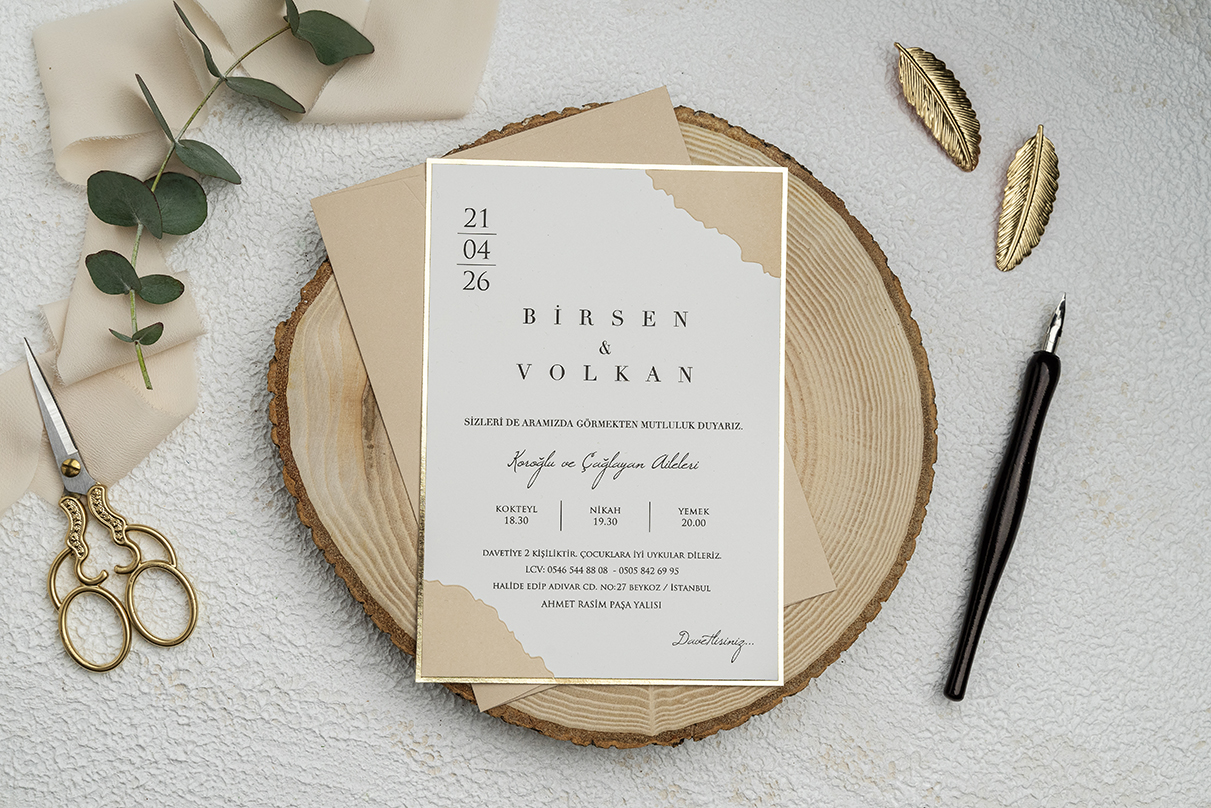 21
04
26
BİRSEN
&
VOLKAN
SİZLERİ DE ARAMIZDA GÖRMEKTEN MUTLULUK DUYARIZ.
Koroğlu ve Çağlayan Aileleri
KOKTEYL NİKAH YEMEK
18.30 19.30 20.00
DAVETİYE 2 KİŞİLİKTİR. ÇOCUKLARA İYİ UYKULAR DİLERİZ.
LCV: 0546 544 88 08 - 0505 842 69 95
HALİDE EDİP ADIVAR CD. NO:27 BEYKOZ / İSTANBUL
AHMET RASİM PAŞA YALISI
Davetlisiniz...